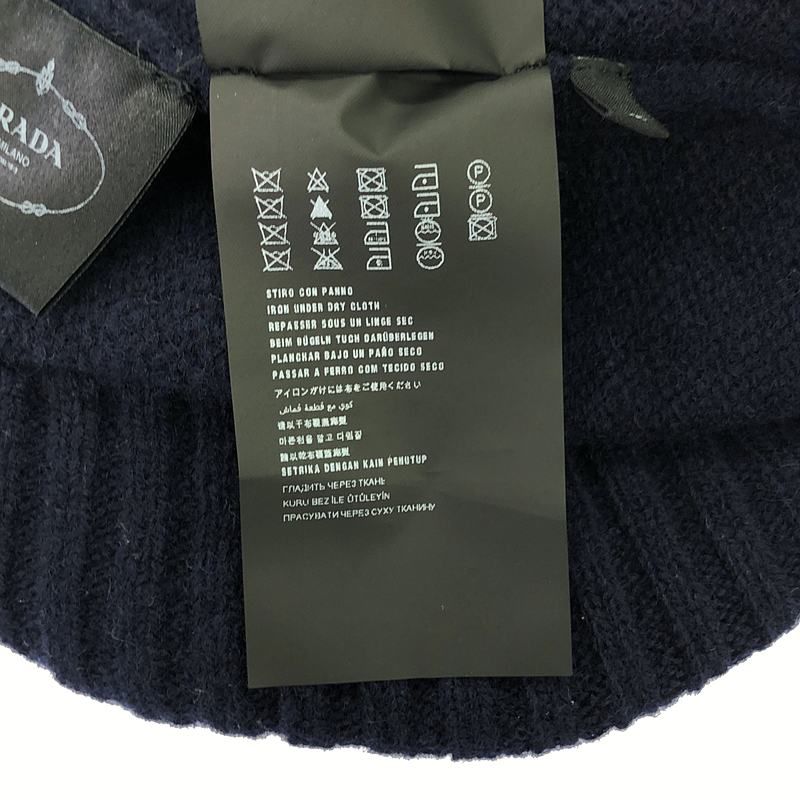 RADA
MILANO
STIRO CON PANNO
IRON UNDER DRY CLOTH
REPASSER SOUS UN LINGE SEC
BEIM BÜGELN TUCH DARÜBERLEGEN
PLANCHAR BAJO UN PAÑO SECO
PASSAR A FERRO COM TECIDO SECO
アイロンがけには布をご使用ください
كوي مع قطعة قماش
请以干布覆盖熨烫
마른천을 깔고 다림질
請以乾布覆蓋熨燙
SETRIKA DENGAN KAIN PENUTUP
ГЛАДИТЬ ЧЕРЕЗ ТКАНЬ
KURU BEZ İLE ÜTÜLEYİN
ПРАСУВАТИ ЧЕРЕЗ СУХУ ТКАНИНУ